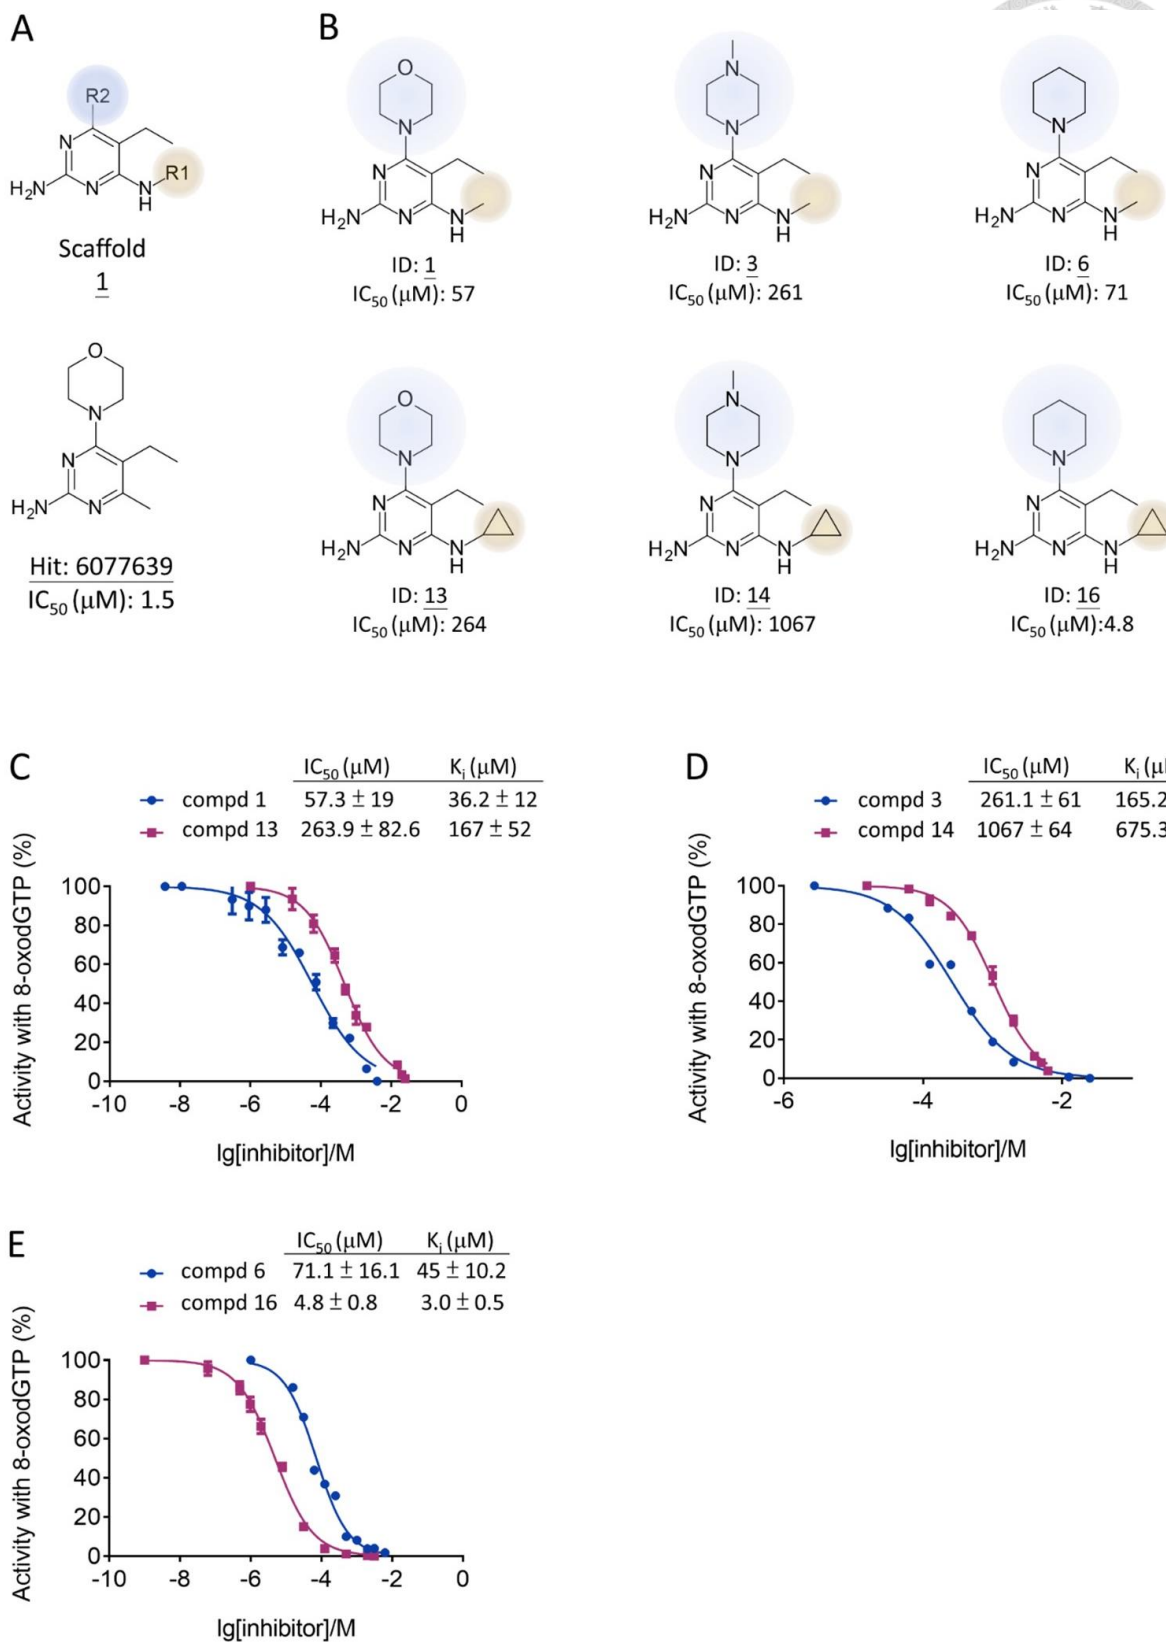 A
B
R2
N
R1
H₂N
N
N
H
Scaffold
1
O
N
N
H₂N
N
Hit: 6077639
IC₅₀ (µM): 1.5
O
N
N
H₂N
N
N
H
ID: 1
IC₅₀ (µM): 57
N
N
N
H₂N
N
N
H
ID: 3
IC₅₀ (µM): 261
N
N
H₂N
N
N
H
ID: 6
IC₅₀ (µM): 71
O
N
N
H₂N
N
N
H
ID: 13
IC₅₀ (µM): 264
N
N
N
H₂N
N
N
H
ID: 14
IC₅₀ (µM): 1067
N
N
H₂N
N
N
H
ID: 16
IC₅₀ (µM):4.8
C
IC₅₀ (µM) Kᵢ (µM)
compd 1 57.3 ± 19 36.2 ± 12
compd 13 263.9 ± 82.6 167 ± 52
Activity with 8-oxodGTP (%)
100
80
60
40
20
0
-10 -8 -6 -4 -2 0
lg[inhibitor]/M
D
IC₅₀ (µM) Kᵢ (µ
compd 3 261.1 ± 61 165.2
compd 14 1067 ± 64 675.3
Activity with 8-oxodGTP (%)
100
80
60
40
20
0
-6 -4 -2
lg[inhibitor]/M
E
IC₅₀ (µM) Kᵢ (µM)
compd 6 71.1 ± 16.1 45 ± 10.2
compd 16 4.8 ± 0.8 3.0 ± 0.5
Activity with 8-oxodGTP (%)
100
80
60
40
20
0
-10 -8 -6 -4 -2 0
lg[inhibitor]/M